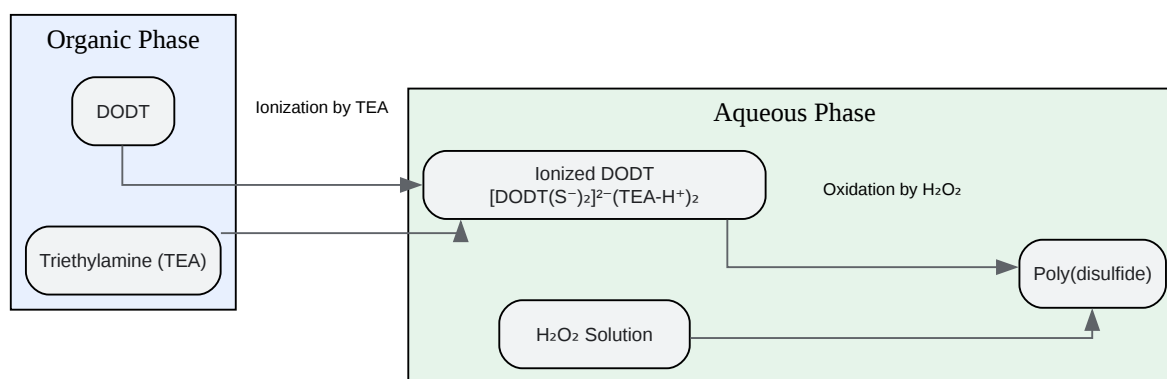 Organic Phase
DODT
Ionization by TEA
Aqueous Phase
Ionized DODT
[DODT(S⁻)₂]²⁻(TEA-H⁺)₂
Oxidation by H₂O₂
Triethylamine (TEA)
Poly(disulfide)
H₂O₂ Solution